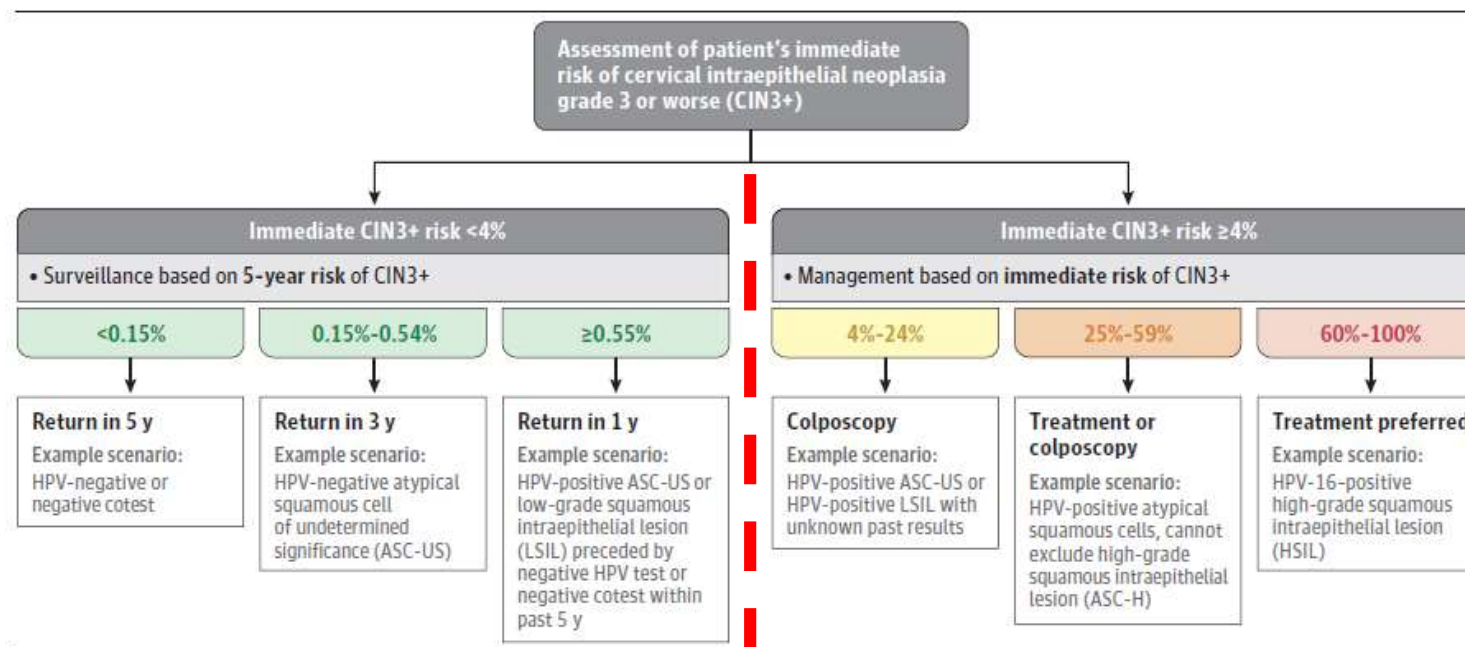 Assessment of patient's immediate
risk of cervical intraepithelial neoplasia
grade 3 or worse (CIN3+)
Immediate CIN3+ risk <4%
• Surveillance based on 5-year risk of CIN3+
<0.15%
0.15%-0.54%
≥0.55%
Return in 5 y
Example scenario:
HPV-negative or
negative cotest
Return in 3 y
Example scenario:
HPV-negative atypical
squamous cell
of undetermined
significance (ASC-US)
Return in 1 y
Example scenario:
HPV-positive ASC-US or
low-grade squamous
intraepithelial lesion
(LSIL) preceded by
negative HPV test or
negative cotest within
past 5 y
Immediate CIN3+ risk ≥4%
• Management based on immediate risk of CIN3+
4%-24%
25%-59%
60%-100%
Colposcopy
Example scenario:
HPV-positive ASC-US or
HPV-positive LSIL with
unknown past results
Treatment or
colposcopy
Example scenario:
HPV-positive atypical
squamous cells, cannot
exclude high-grade
squamous intraepithelial
lesion (ASC-H)
Treatment preferred
Example scenario:
HPV-16-positive
high-grade squamous
intraepithelial lesion
(HSIL)